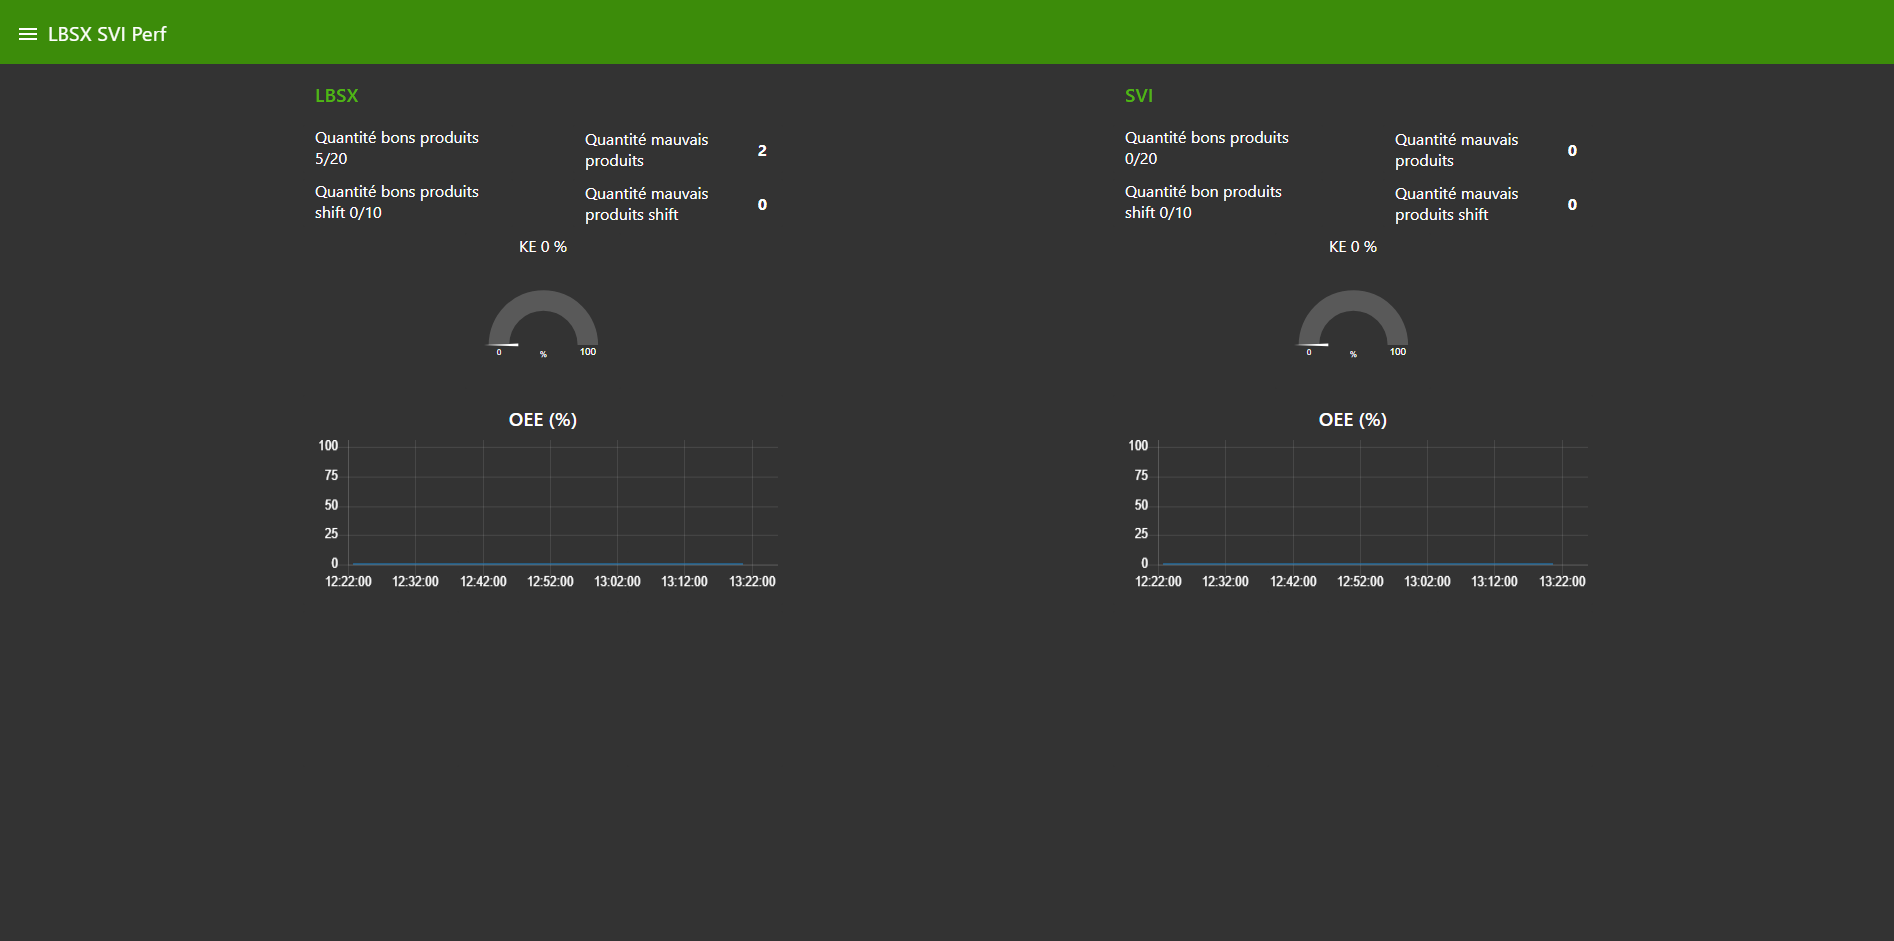 LBSX SVI Perf
LBSX
Quantité bons produits
5/20
Quantité mauvais
produits
2
Quantité bons produits
shift 0/10
Quantité mauvais
produits shift
0
KE 0 %
0
%
100
OEE (%)
100
75
50
25
0
12:22:00 12:32:00 12:42:00 12:52:00 13:02:00 13:12:00 13:22:00
SVI
Quantité bons produits
0/20
Quantité mauvais
produits
0
Quantité bon produits
shift 0/10
Quantité mauvais
produits shift
0
KE 0 %
0
%
100
OEE (%)
100
75
50
25
0
12:22:00 12:32:00 12:42:00 12:52:00 13:02:00 13:12:00 13:22:00